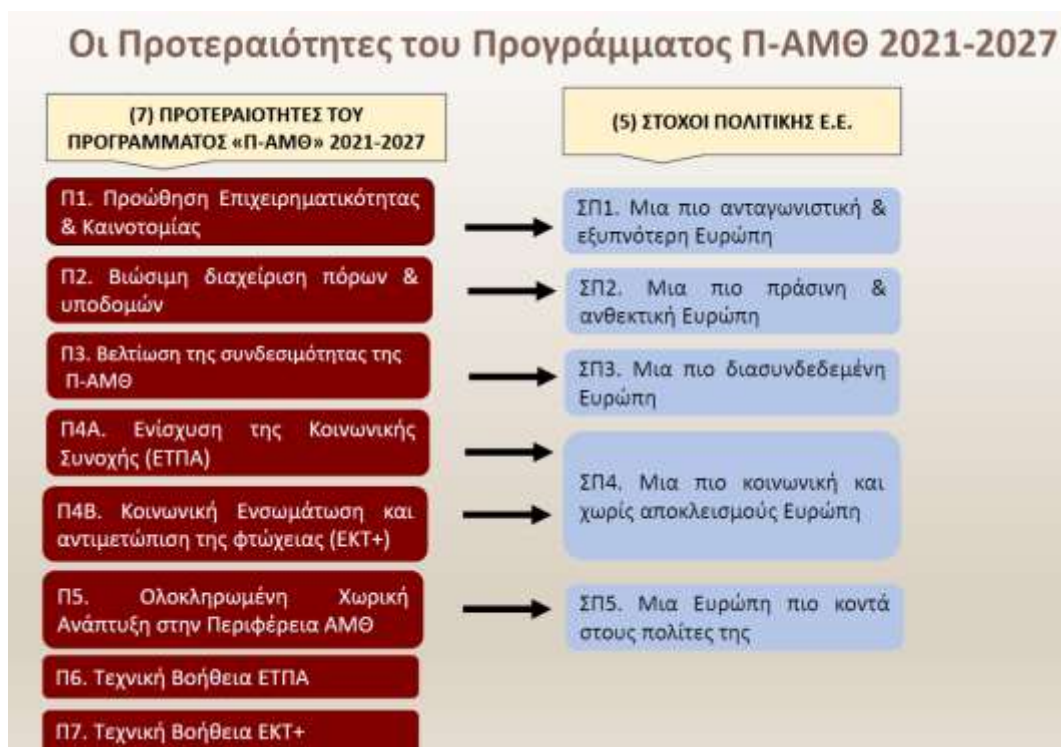 Οι Προτεραιότητες του Προγράμματος Π-ΑΜΘ 2021-2027
(7) ΠΡΟΤΕΡΑΙΟΤΗΤΕΣ ΤΟΥ
ΠΡΟΓΡΑΜΜΑΤΟΣ «Π-ΑΜΘ» 2021-2027
Π1. Προώθηση Επιχειρηματικότητας
& Καινοτομίας
Π2. Βιώσιμη διαχείριση πόρων &
υποδομών
Π3. Βελτίωση της συνδεσιμότητας της
Π-ΑΜΘ
Π4Α. Ενίσχυση της Κοινωνικής
Συνοχής (ΕΤΠΑ)
Π4Β. Κοινωνική Ενσωμάτωση και
αντιμετώπιση της φτώχειας (ΕΚΤ+)
Π5. Ολοκληρωμένη Χωρική
Ανάπτυξη στην Περιφέρεια ΑΜΘ
Π6. Τεχνική Βοήθεια ΕΤΠΑ
Π7. Τεχνική Βοήθεια ΕΚΤ+
(5) ΣΤΟΧΟΙ ΠΟΛΙΤΙΚΗΣ Ε.Ε.
ΣΠ1. Μια πιο ανταγωνιστική &
εξυπνότερη Ευρώπη
ΣΠ2. Μια πιο πράσινη &
ανθεκτική Ευρώπη
ΣΠ3. Μια πιο διασυνδεδεμένη
Ευρώπη
ΣΠ4. Μια πιο κοινωνική και
χωρίς αποκλεισμούς Ευρώπη
ΣΠ5. Μια Ευρώπη πιο κοντά
στους πολίτες της